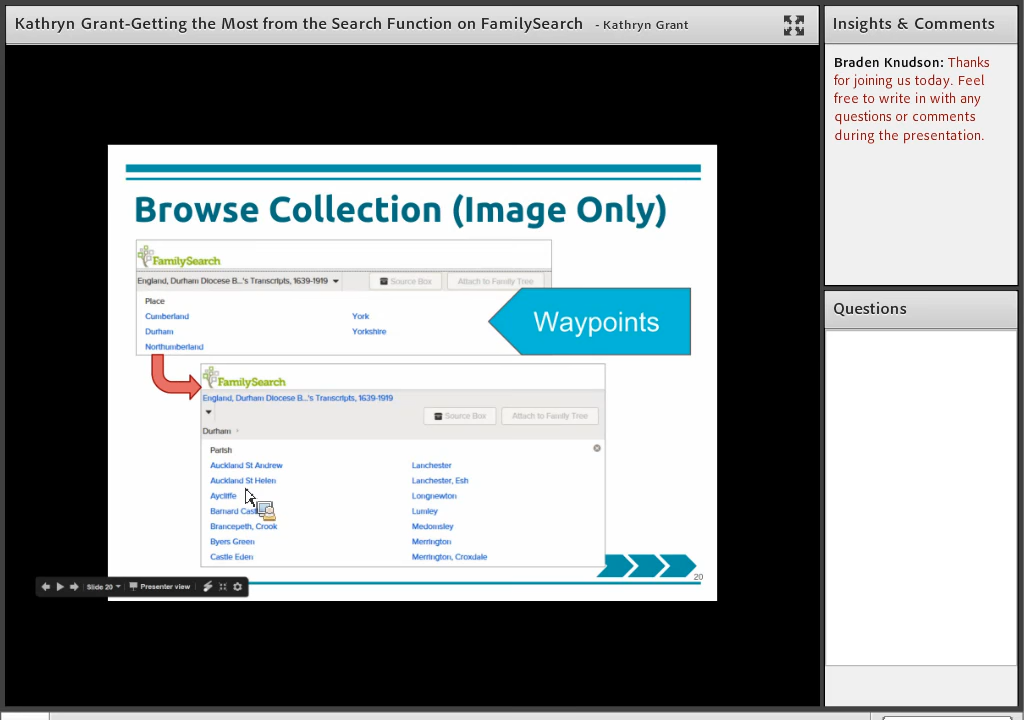 Kathryn Grant-Getting the Most from the Search Function on FamilySearch - Kathryn Grant
Insights & Comments
Braden Knudson: Thanks
for joining us today. Feel
free to write in with any
questions or comments
during the presentation.
Questions
Browse Collection (Image Only)
FamilySearch
England, Durham Diocese B...'s Transcripts, 1639-1919
Source Box
Attach to Family Tree
Place
Cumberland
York
Durham
Yorkshire
Northumberland
Waypoints
FamilySearch
England, Durham Diocese B...'s Transcripts, 1639-1919
Source Box
Attach to Family Tree
Durham
Parish
Auckland St Andrew
Lanchester
Auckland St Helen
Lanchester, Esh
Aycliffe
Longnewton
Barnard
Lumley
Brancepeth, Crook
Medomsley
Byers Green
Merrington
Castle Eden
Merrington, Croxdale
20
Slide 20
Presenter view